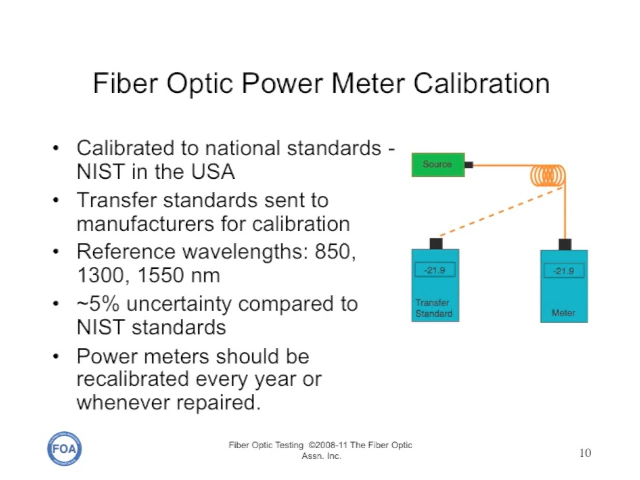 Fiber Optic Power Meter Calibration
• Calibrated to national standards -
NIST in the USA
• Transfer standards sent to
manufacturers for calibration
• Reference wavelengths: 850,
1300, 1550 nm
• ~5% uncertainty compared to
NIST standards
• Power meters should be
recalibrated every year or
whenever repaired.
Source
-21.9
Transfer
Standard
-21.9
Meter
FOA
Fiber Optic Testing ©2008-11 The Fiber Optic
Assn. Inc.
10